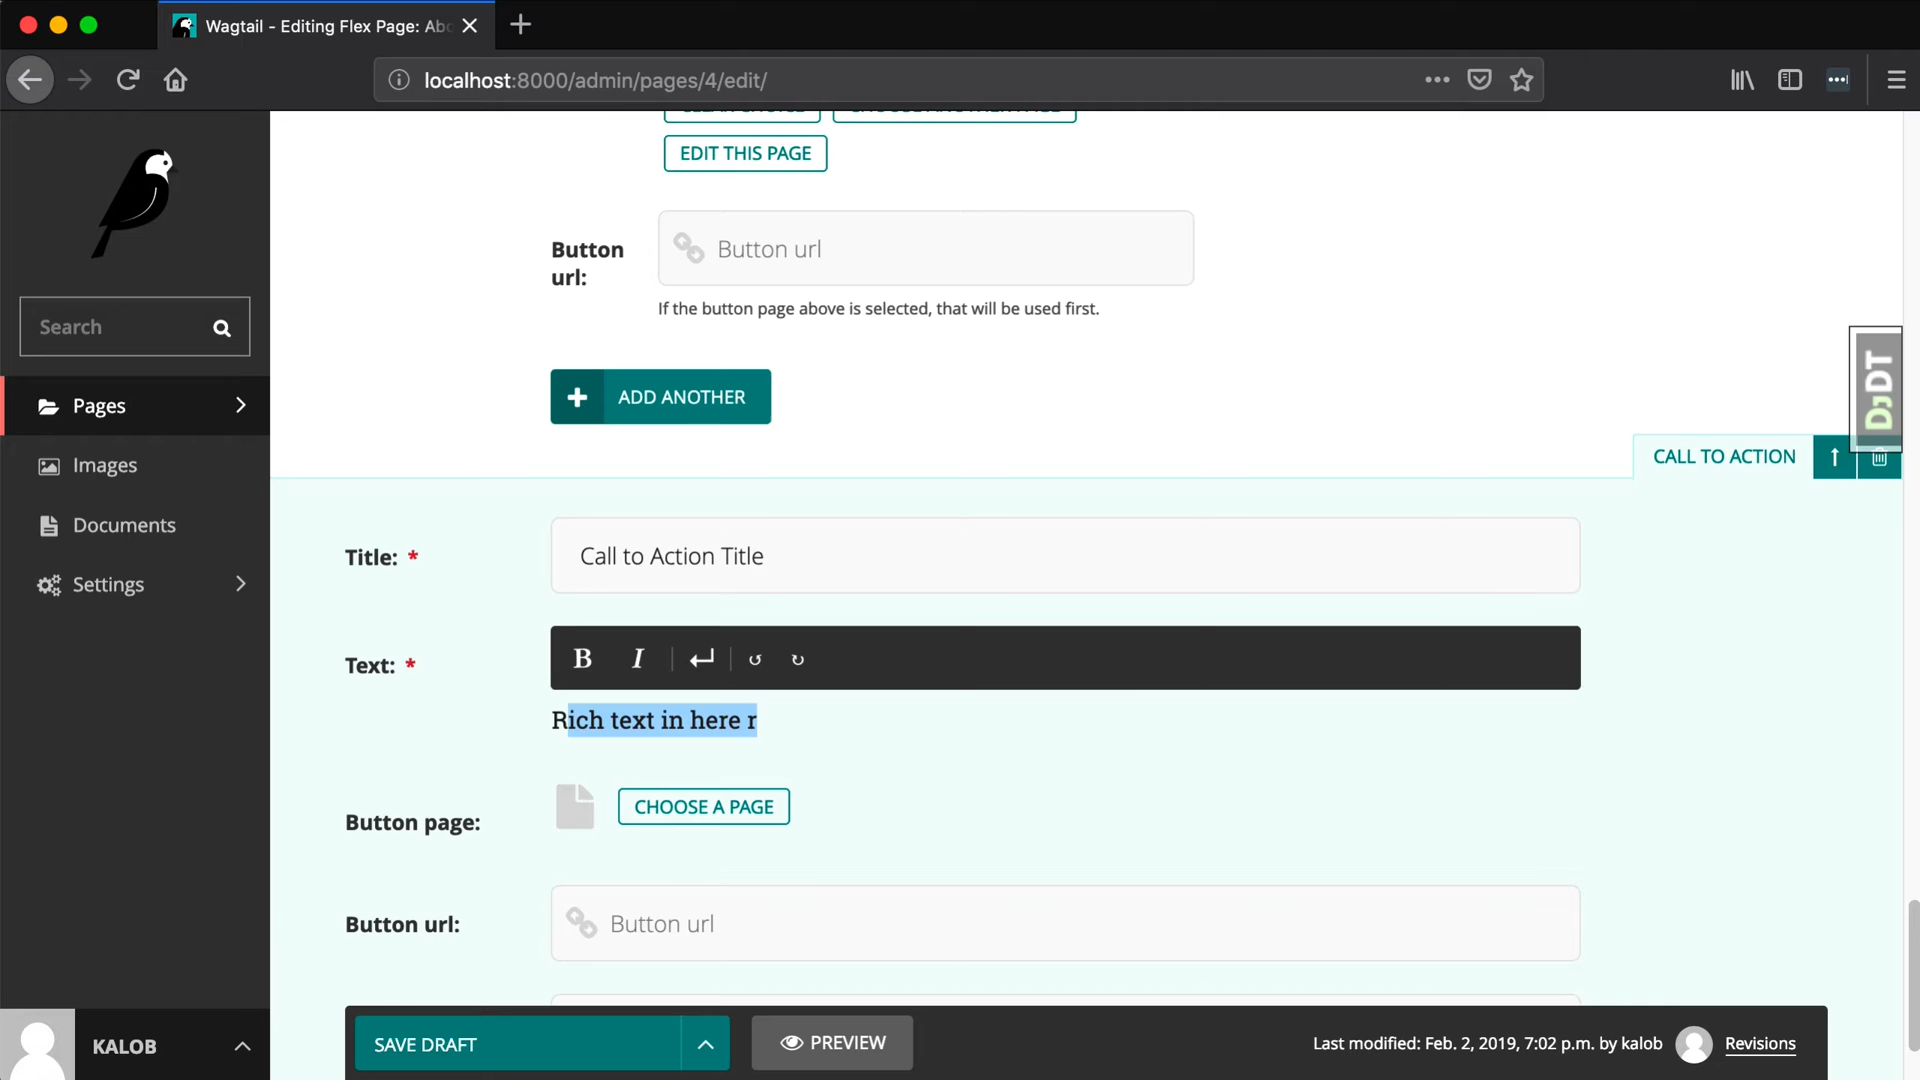 Wagtail - Editing Flex Page: Abo
localhost:8000/admin/pages/4/edit/
EDIT THIS PAGE
Button url:
Button url
If the button page above is selected, that will be used first.
ADD ANOTHER
Search
Pages
Images
Documents
Settings
DjDT
CALL TO ACTION
Title: *
Call to Action Title
Text: *
B I
Rich text in here r
Button page:
CHOOSE A PAGE
Button url:
Button url
KALOB
SAVE DRAFT
PREVIEW
Last modified: Feb. 2, 2019, 7:02 p.m. by kalob
Revisions